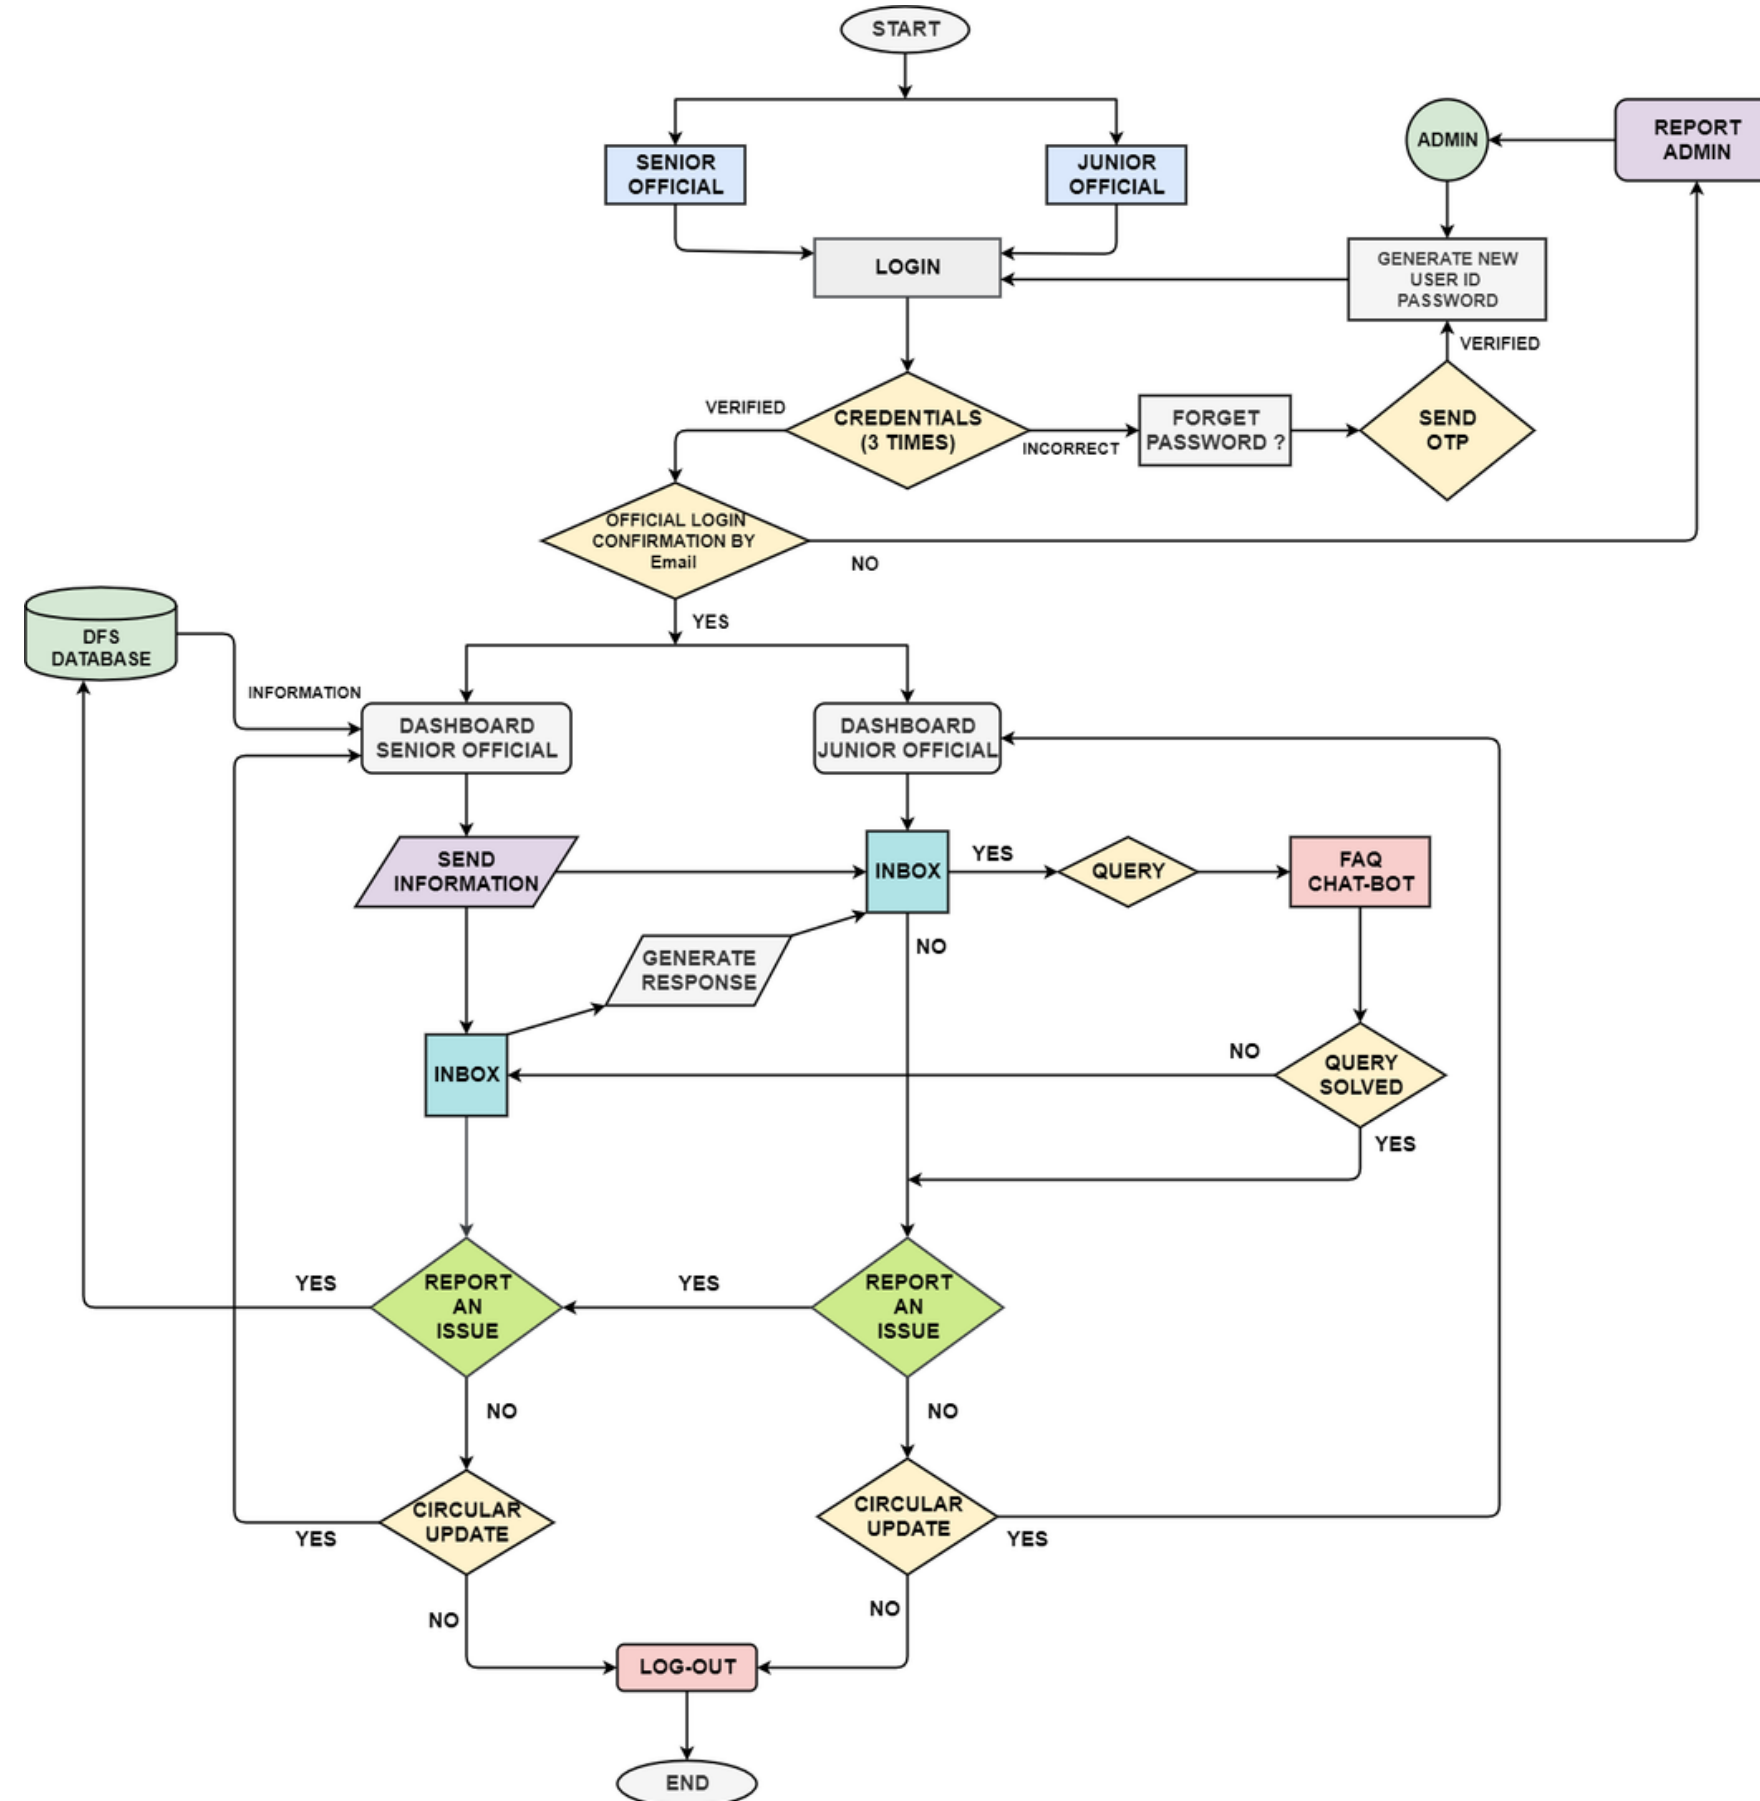 START
SENIOR
OFFICIAL
JUNIOR
OFFICIAL
ADMIN
REPORT
ADMIN
LOGIN
GENERATE NEW
USER ID
PASSWORD
VERIFIED
VERIFIED
CREDENTIALS
(3 TIMES)
INCORRECT
FORGET
PASSWORD ?
SEND
OTP
OFFICIAL LOGIN
CONFIRMATION BY
Email
NO
YES
DFS
DATABASE
INFORMATION
DASHBOARD
SENIOR OFFICIAL
DASHBOARD
JUNIOR OFFICIAL
SEND
INFORMATION
INBOX
YES
QUERY
FAQ
CHAT-BOT
GENERATE
RESPONSE
NO
INBOX
NO
QUERY
SOLVED
YES
YES
REPORT
AN
ISSUE
YES
REPORT
AN
ISSUE
NO
NO
CIRCULAR
UPDATE
YES
CIRCULAR
UPDATE
YES
NO
NO
LOG-OUT
END